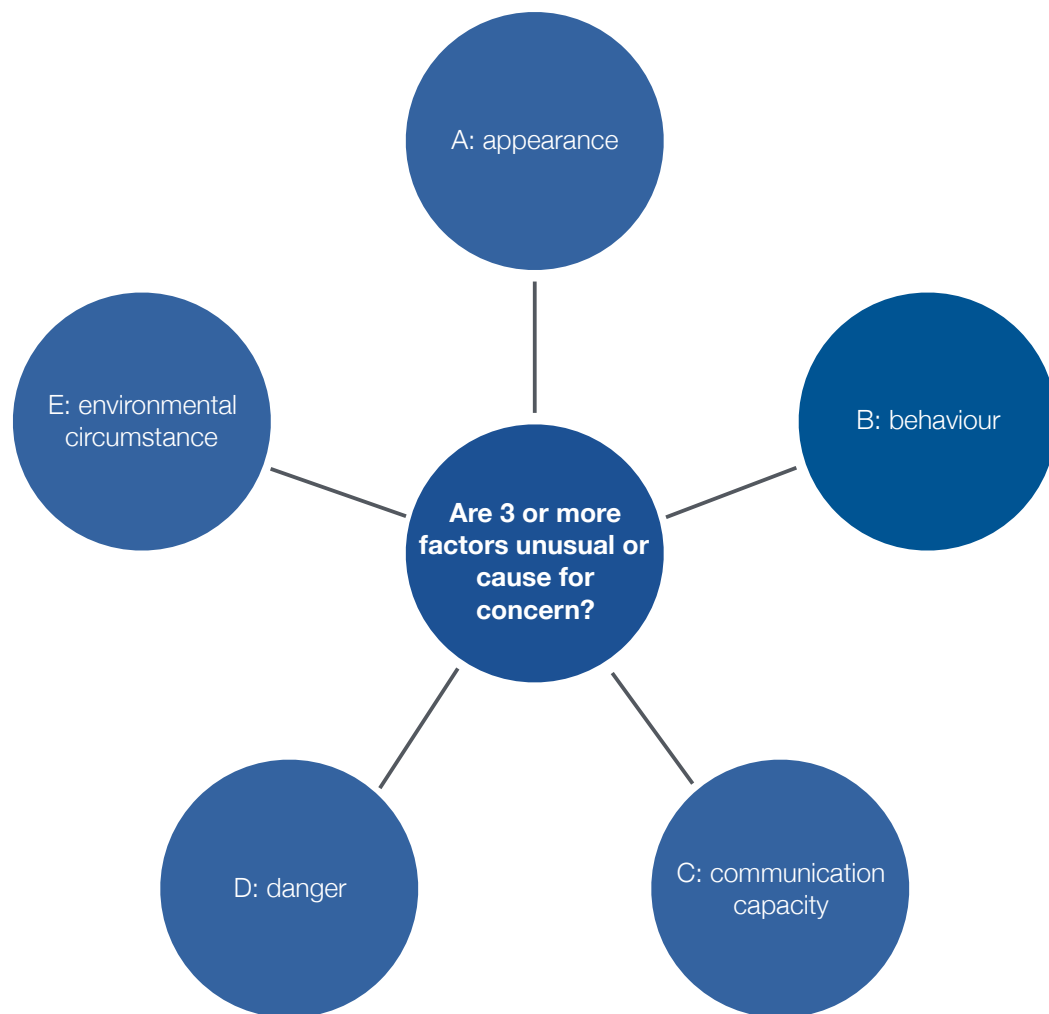 A: appearance
E: environmental
circumstance
B: behaviour
Are 3 or more
factors unusual or
cause for
concern?
D: danger
C: communication
capacity